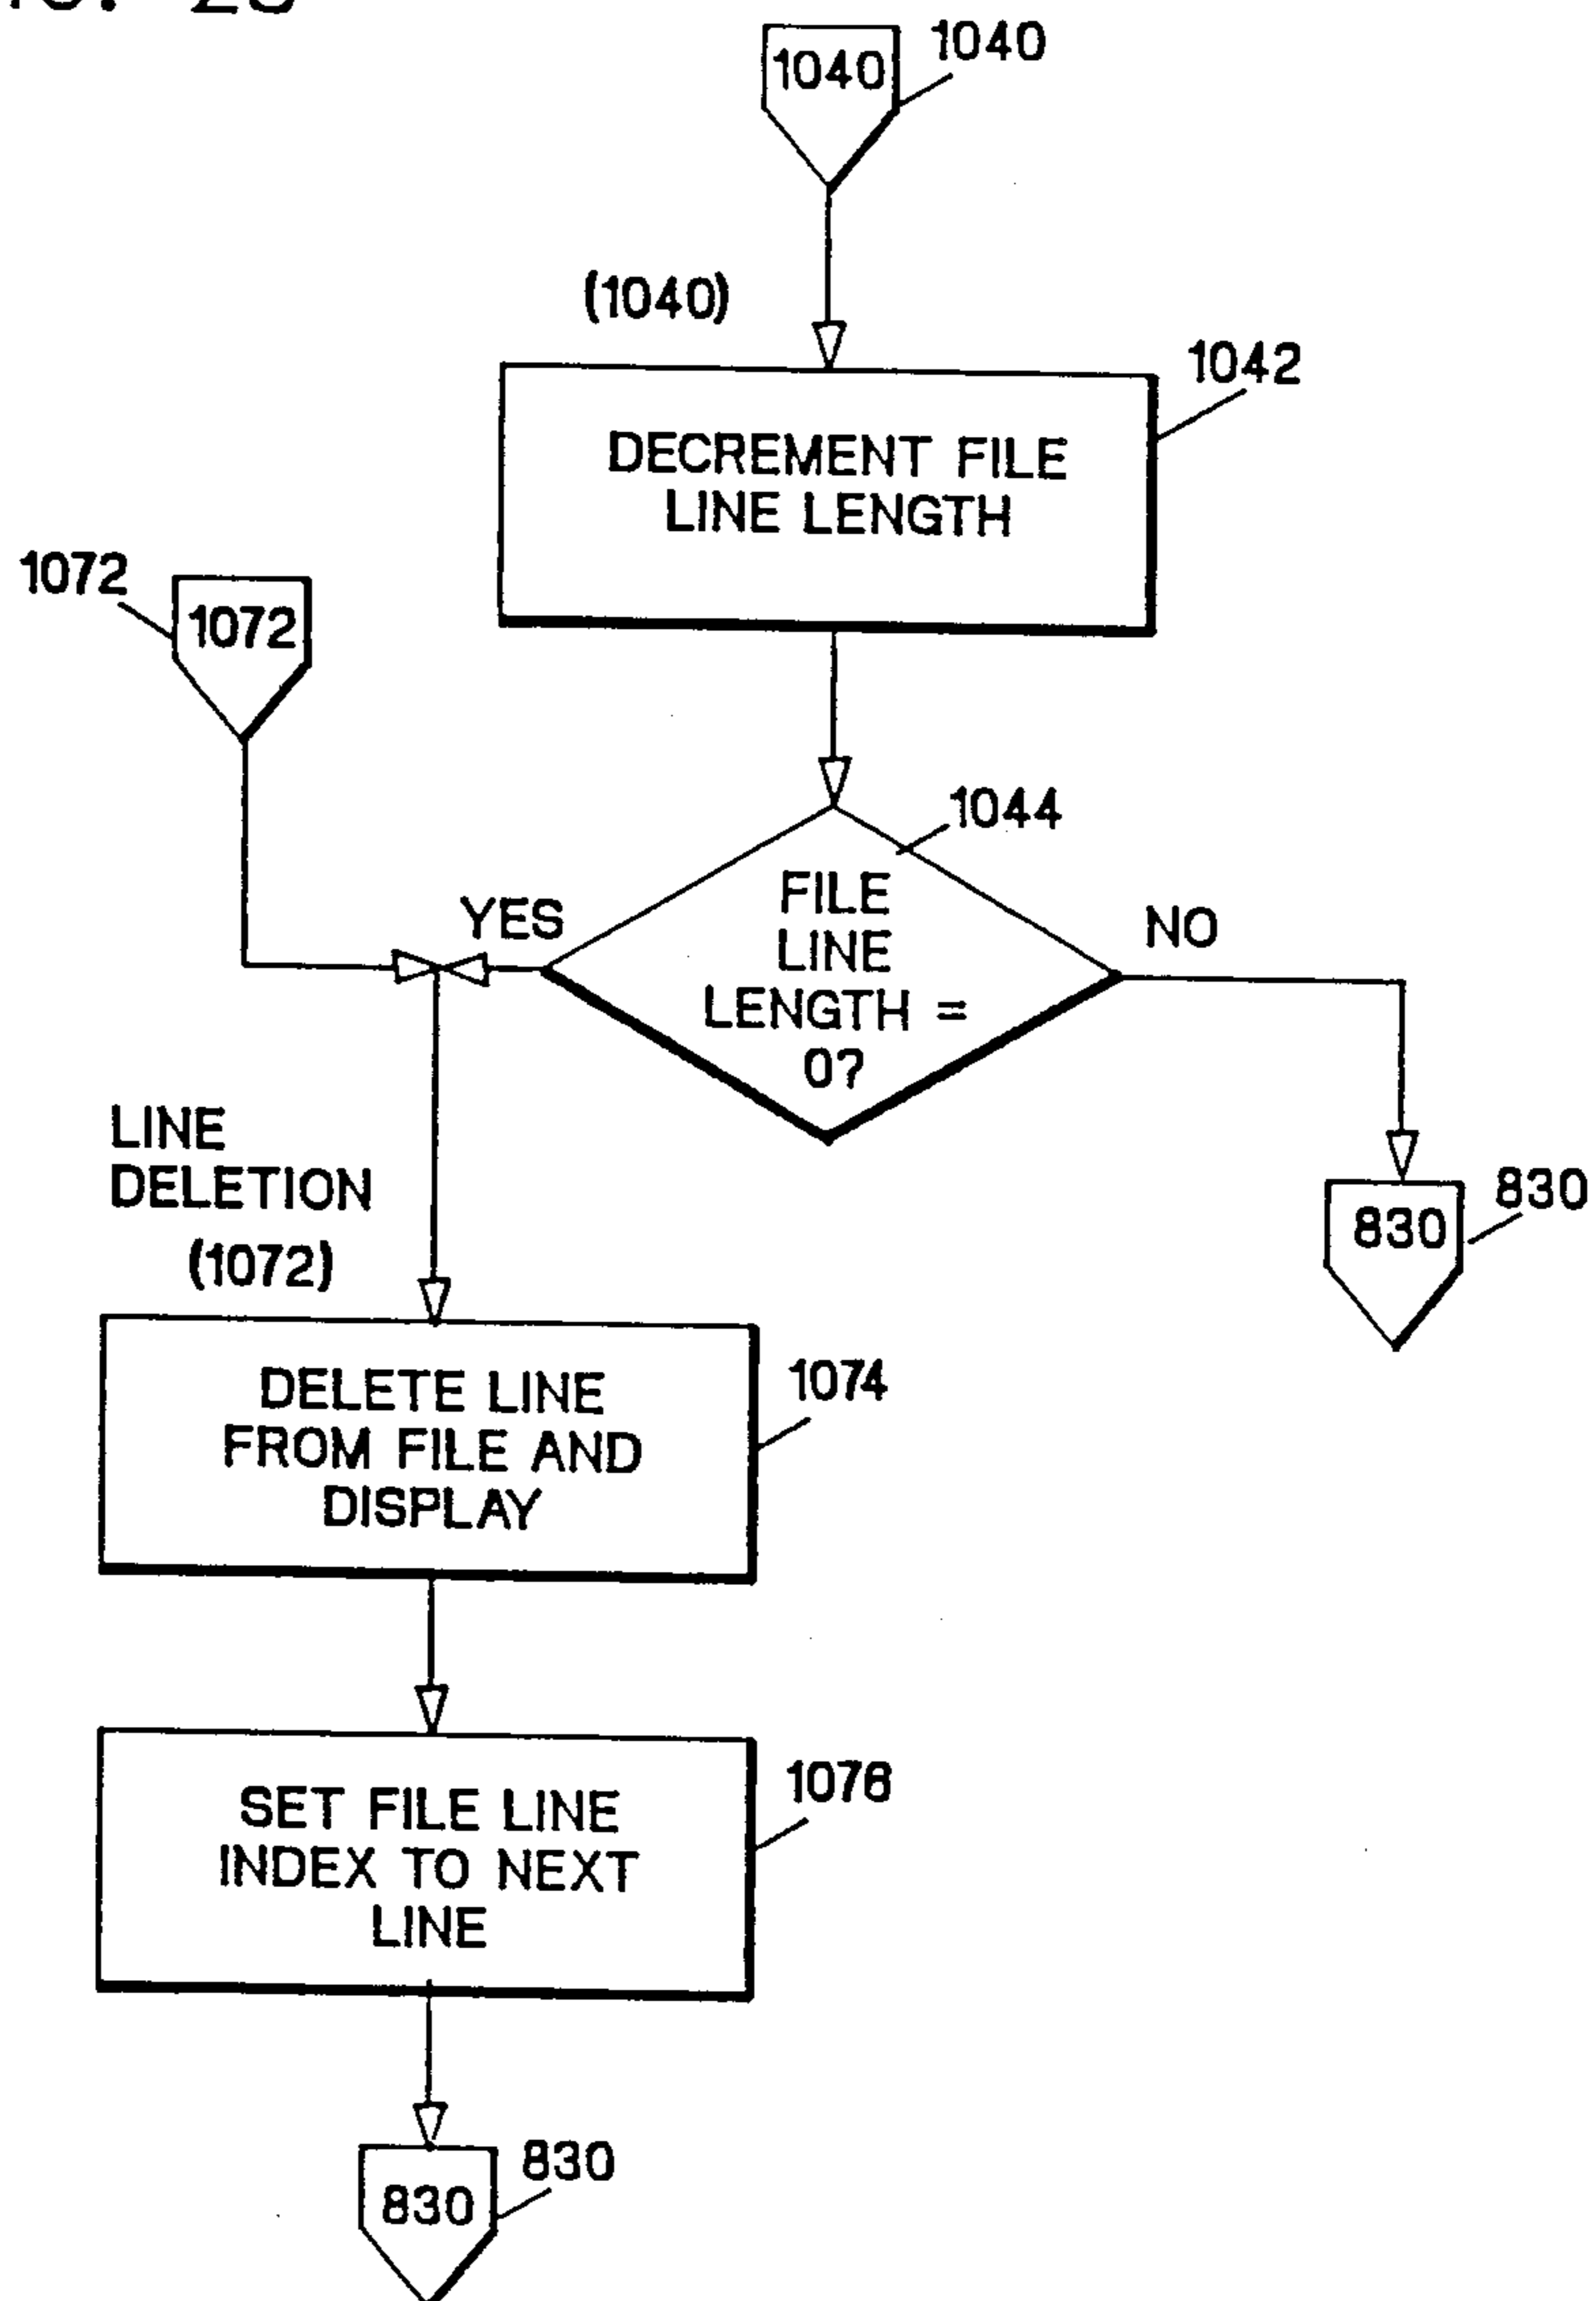 1040
1040
(1040)
1042
DECREMENT FILE
LINE LENGTH
1072
1072
1044
FILE
LINE
LENGTH =
0?
YES
NO
LINE
DELETION
(1072)
830
830
1074
DELETE LINE
FROM FILE AND
DISPLAY
1076
SET FILE LINE
INDEX TO NEXT
LINE
830
830